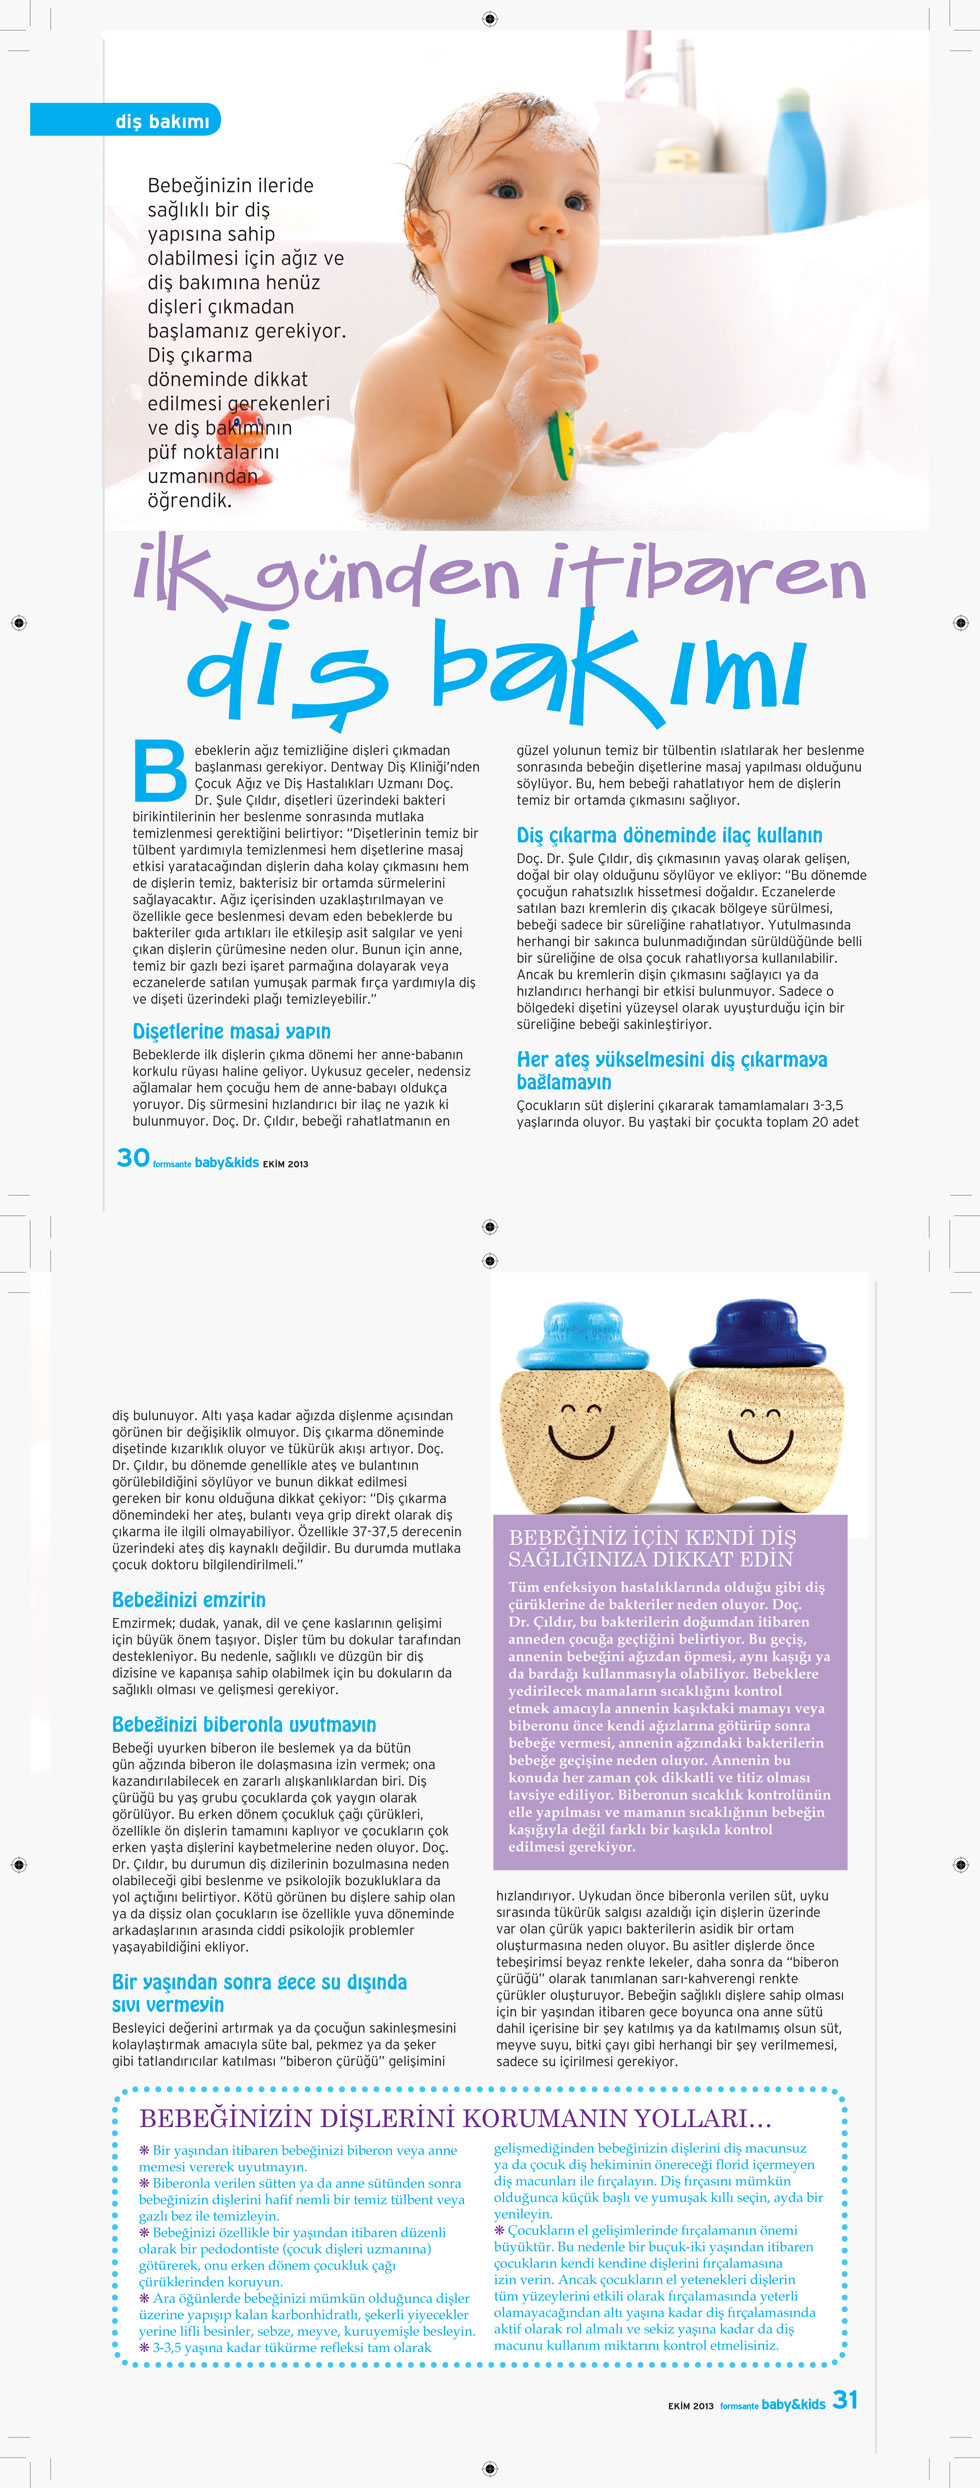 diş bakımı
Bebeğinizin ileride
sağlıklı bir diş
yapısına sahip
olabilmesi için ağız ve
diş bakımına henüz
dişleri çıkmadan
başlamanız gerekiyor.
Diş çıkarma
döneminde dikkat
edilmesi gerekenleri
ve diş bakımının
püf noktalarını
uzmanından
öğrendik.
ilk günden itibaren
diş bakımı
Bebeklerin ağız temizliğine dişleri çıkmadan
başlanması gerekiyor. Dentway Diş Kliniği’nden
Çocuk Ağız ve Diş Hastalıkları Uzmanı Doç.
Dr. Şule Çıldır, dişetleri üzerindeki bakteri
birikintilerinin her beslenme sonrasında mutlaka
temizlenmesi gerektiğini belirtiyor: “Dişetlerinin temiz bir
tülbent yardımıyla temizlenmesi hem dişetlerine masaj
etkisi yaratacağından dişlerin daha kolay çıkmasını hem
de dişlerin temiz, bakterisiz bir ortamda sürmelerini
sağlayacaktır. Ağız içerisinden uzaklaştırılmayan ve
özellikle gece beslenmesi devam eden bebeklerde bu
bakteriler gıda artıkları ile etkileşip asit salgılar ve yeni
çıkan dişlerin çürümesine neden olur. Bunun için anne,
temiz bir gazlı bezi işaret parmağına dolayarak veya
eczanelerde satılan yumuşak parmak fırça yardımıyla diş
ve dişeti üzerindeki plağı temizleyebilir.”
Dişetlerine masaj yapın
Bebeklerde ilk dişlerin çıkma dönemi her anne-babanın
korkulu rüyası haline geliyor. Uykusuz geceler, nedensiz
ağlamalar hem çocuğu hem de anne-babayı oldukça
yoruyor. Diş sürmesini hızlandırıcı bir ilaç ne yazık ki
bulunmuyor. Doç. Dr. Çıldır, bebeği rahatlatmanın en
güzel yolunun temiz bir tülbentin ıslatılarak her beslenme
sonrasında bebeğin dişetlerine masaj yapılması olduğunu
söylüyor. Bu, hem bebeği rahatlatıyor hem de dişlerin
temiz bir ortamda çıkmasını sağlıyor.
Diş çıkarma döneminde ilaç kullanın
Doç. Dr. Şule Çıldır, diş çıkmasının yavaş olarak gelişen,
doğal bir olay olduğunu söylüyor ve ekliyor: “Bu dönemde
çocuğun rahatsızlık hissetmesi doğaldır. Eczanelerde
satılan bazı kremlerin diş çıkacak bölgeye sürülmesi,
bebeği sadece bir süreliğine rahatlatıyor. Yutulmasında
herhangi bir sakınca bulunmadığından sürüldüğünde belli
bir süreliğine de olsa çocuk rahatlıyorsa kullanılabilir.
Ancak bu kremlerin dişin çıkmasını sağlayıcı ya da
hızlandırıcı herhangi bir etkisi bulunmuyor. Sadece o
bölgedeki dişetini yüzeysel olarak uyuşturduğu için bir
süreliğine bebeği sakinleştiriyor.
Her ateş yükselmesini diş çıkarmaya
bağlamayın
Çocukların süt dişlerini çıkararak tamamlamaları 3-3,5
yaşlarında oluyor. Bu yaştaki bir çocukta toplam 20 adet
30 formsante baby&kids EKİM 2013
diş bulunuyor. Altı yaşa kadar ağızda dişlenme açısından
görünen bir değişiklik olmuyor. Diş çıkarma döneminde
dişetinde kızarıklık oluyor ve tükürük akışı artıyor. Doç.
Dr. Çıldır, bu dönemde genellikle ateş ve bulantının
görülebildiğini söylüyor ve bunun dikkat edilmesi
gereken bir konu olduğuna dikkat çekiyor: “Diş çıkarma
dönemindeki her ateş, bulantı veya grip direkt olarak diş
çıkarma ile ilgili olmayabiliyor. Özellikle 37-37,5 derecenin
üzerindeki ateş diş kaynaklı değildir. Bu durumda mutlaka
çocuk doktoru bilgilendirilmeli.”
Bebeğinizi emzirin
Emzirmek; dudak, yanak, dil ve çene kaslarının gelişimi
için büyük önem taşıyor. Dişler tüm bu dokular tarafından
destekleniyor. Bu nedenle, sağlıklı ve düzgün bir diş
dizisine ve kapanışa sahip olabilmek için bu dokuların da
sağlıklı olması ve gelişmesi gerekiyor.
Bebeğinizi biberonla uyutmayın
Bebeği uyurken biberon ile beslemek ya da bütün
gün ağzında biberon ile dolaşmasına izin vermek; ona
kazandırılabilecek en zararlı alışkanlıklardan biri. Diş
çürüğü bu yaş grubu çocuklarda çok yaygın olarak
görülüyor. Bu erken dönem çocukluk çağı çürükleri,
özellikle ön dişlerin tamamını kaplıyor ve çocukların çok
erken yaşta dişlerini kaybetmelerine neden oluyor. Doç.
Dr. Çıldır, bu durumun diş dizilerinin bozulmasına neden
olabileceği gibi beslenme ve psikolojik bozukluklara da
yol açtığını belirtiyor. Kötü görünen bu dişlere sahip olan
ya da dişsiz olan çocukların ise özellikle yuva döneminde
arkadaşlarının arasında ciddi psikolojik problemler
yaşayabildiğini ekliyor.
Bir yaşından sonra gece su dışında
sıvı vermeyin
Besleyici değerini artırmak ya da çocuğun sakinleşmesini
kolaylaştırmak amacıyla süte bal, pekmez ya da şeker
gibi tatlandırıcılar katılması “biberon çürüğü” gelişimini
BEBEĞİNİZ İÇİN KENDİ DİŞ
SAĞLIĞINIZA DİKKAT EDİN
Tüm enfeksiyon hastalıklarında olduğu gibi diş
çürüklerine de bakteriler neden oluyor. Doç.
Dr. Çıldır, bu bakterilerin doğumdan itibaren
anneden çocuğa geçtiğini belirtiyor. Bu geçiş,
annenin bebeğini ağızdan öpmesi, aynı kaşığı ya
da bardağı kullanmasıyla olabiliyor. Bebeklere
yedirilecek mamaların sıcaklığını kontrol
etmek amacıyla annenin kaşıktaki mamayı veya
biberonu önce kendi ağızlarına götürüp sonra
bebeğe vermesi, annenin ağzındaki bakterilerin
bebeğe geçişine neden oluyor. Annenin bu
konuda her zaman çok dikkatli ve titiz olması
tavsiye ediliyor. Biberonun sıcaklık kontrolünün
elle yapılması ve mamanın sıcaklığının bebeğin
kaşığıyla değil farklı bir kaşıkla kontrol
edilmesi gerekiyor.
hızlandırıyor. Uykudan önce biberonla verilen süt, uyku
sırasında tükürük salgısı azaldığı için dişlerin üzerinde
var olan çürük yapıcı bakterilerin asidik bir ortam
oluşturmasına neden oluyor. Bu asitler dişlerde önce
tebeşirimsi beyaz renkte lekeler, daha sonra da “biberon
çürüğü” olarak tanımlanan sarı-kahverengi renkte
çürükler oluşturuyor. Bebeğin sağlıklı dişlere sahip olması
için bir yaşından itibaren gece boyunca ona anne sütü
dahil içerisine bir şey katılmış ya da katılmamış olsun süt,
meyve suyu, bitki çayı gibi herhangi bir şey verilmemesi,
sadece su içirilmesi gerekiyor.
BEBEĞİNİZİN DİŞLERİNİ KORUMANIN YOLLARI...
❋ Bir yaşından itibaren bebeğinizi biberon veya anne
memesi vererek uyutmayın.
❋ Biberonla verilen sütten ya da anne sütünden sonra
bebeğinizin dişlerini hafif nemli bir temiz tülbent veya
gazlı bez ile temizleyin.
❋ Bebeğinizi özellikle bir yaşından itibaren düzenli
olarak bir pedodontiste (çocuk dişleri uzmanına)
götürerek, onu erken dönem çocukluk çağı
çürüklerinden koruyun.
❋ Ara öğünlerde bebeğinizi mümkün olduğunca dişler
üzerine yapışıp kalan karbonhidratlı, şekerli yiyecekler
yerine lifli besinler, sebze, meyve, kuruyemişle besleyin.
❋ 3-3,5 yaşına kadar tükürme refleksi tam olarak
gelişmediğinden bebeğinizin dişlerini diş macunsuz
ya da çocuk diş hekiminin önereceği florid içermeyen
diş macunları ile fırçalayın. Diş fırçasını mümkün
olduğunca küçük başlı ve yumuşak kıllı seçin, ayda bir
yenileyin.
❋ Çocukların el gelişimlerinde fırçalamanın önemi
büyüktür. Bu nedenle bir buçuk-iki yaşından itibaren
çocukların kendi kendine dişlerini fırçalamasına
izin verin. Ancak çocukların el yetenekleri dişlerin
tüm yüzeylerini etkili olarak fırçalamasında yeterli
olamayacağından altı yaşına kadar diş fırçalamasında
aktif olarak rol almalı ve sekiz yaşına kadar da diş
macunu kullanım miktarını kontrol etmelisiniz.
EKİM 2013 formsante baby&kids 31